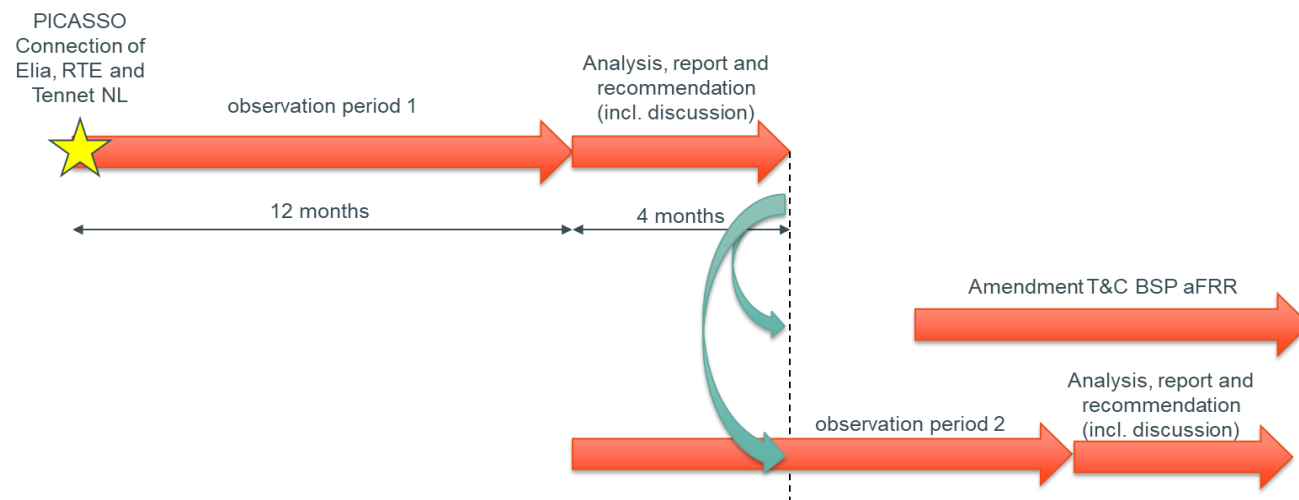 PICASSO
Connection of
Elia, RTE and
Tennet NL
observation period 1
Analysis, report and
recommendation
(incl. discussion)
12 months
4 months
Amendment T&C BSP aFRR
Analysis, report and
recommendation
(incl. discussion)
observation period 2